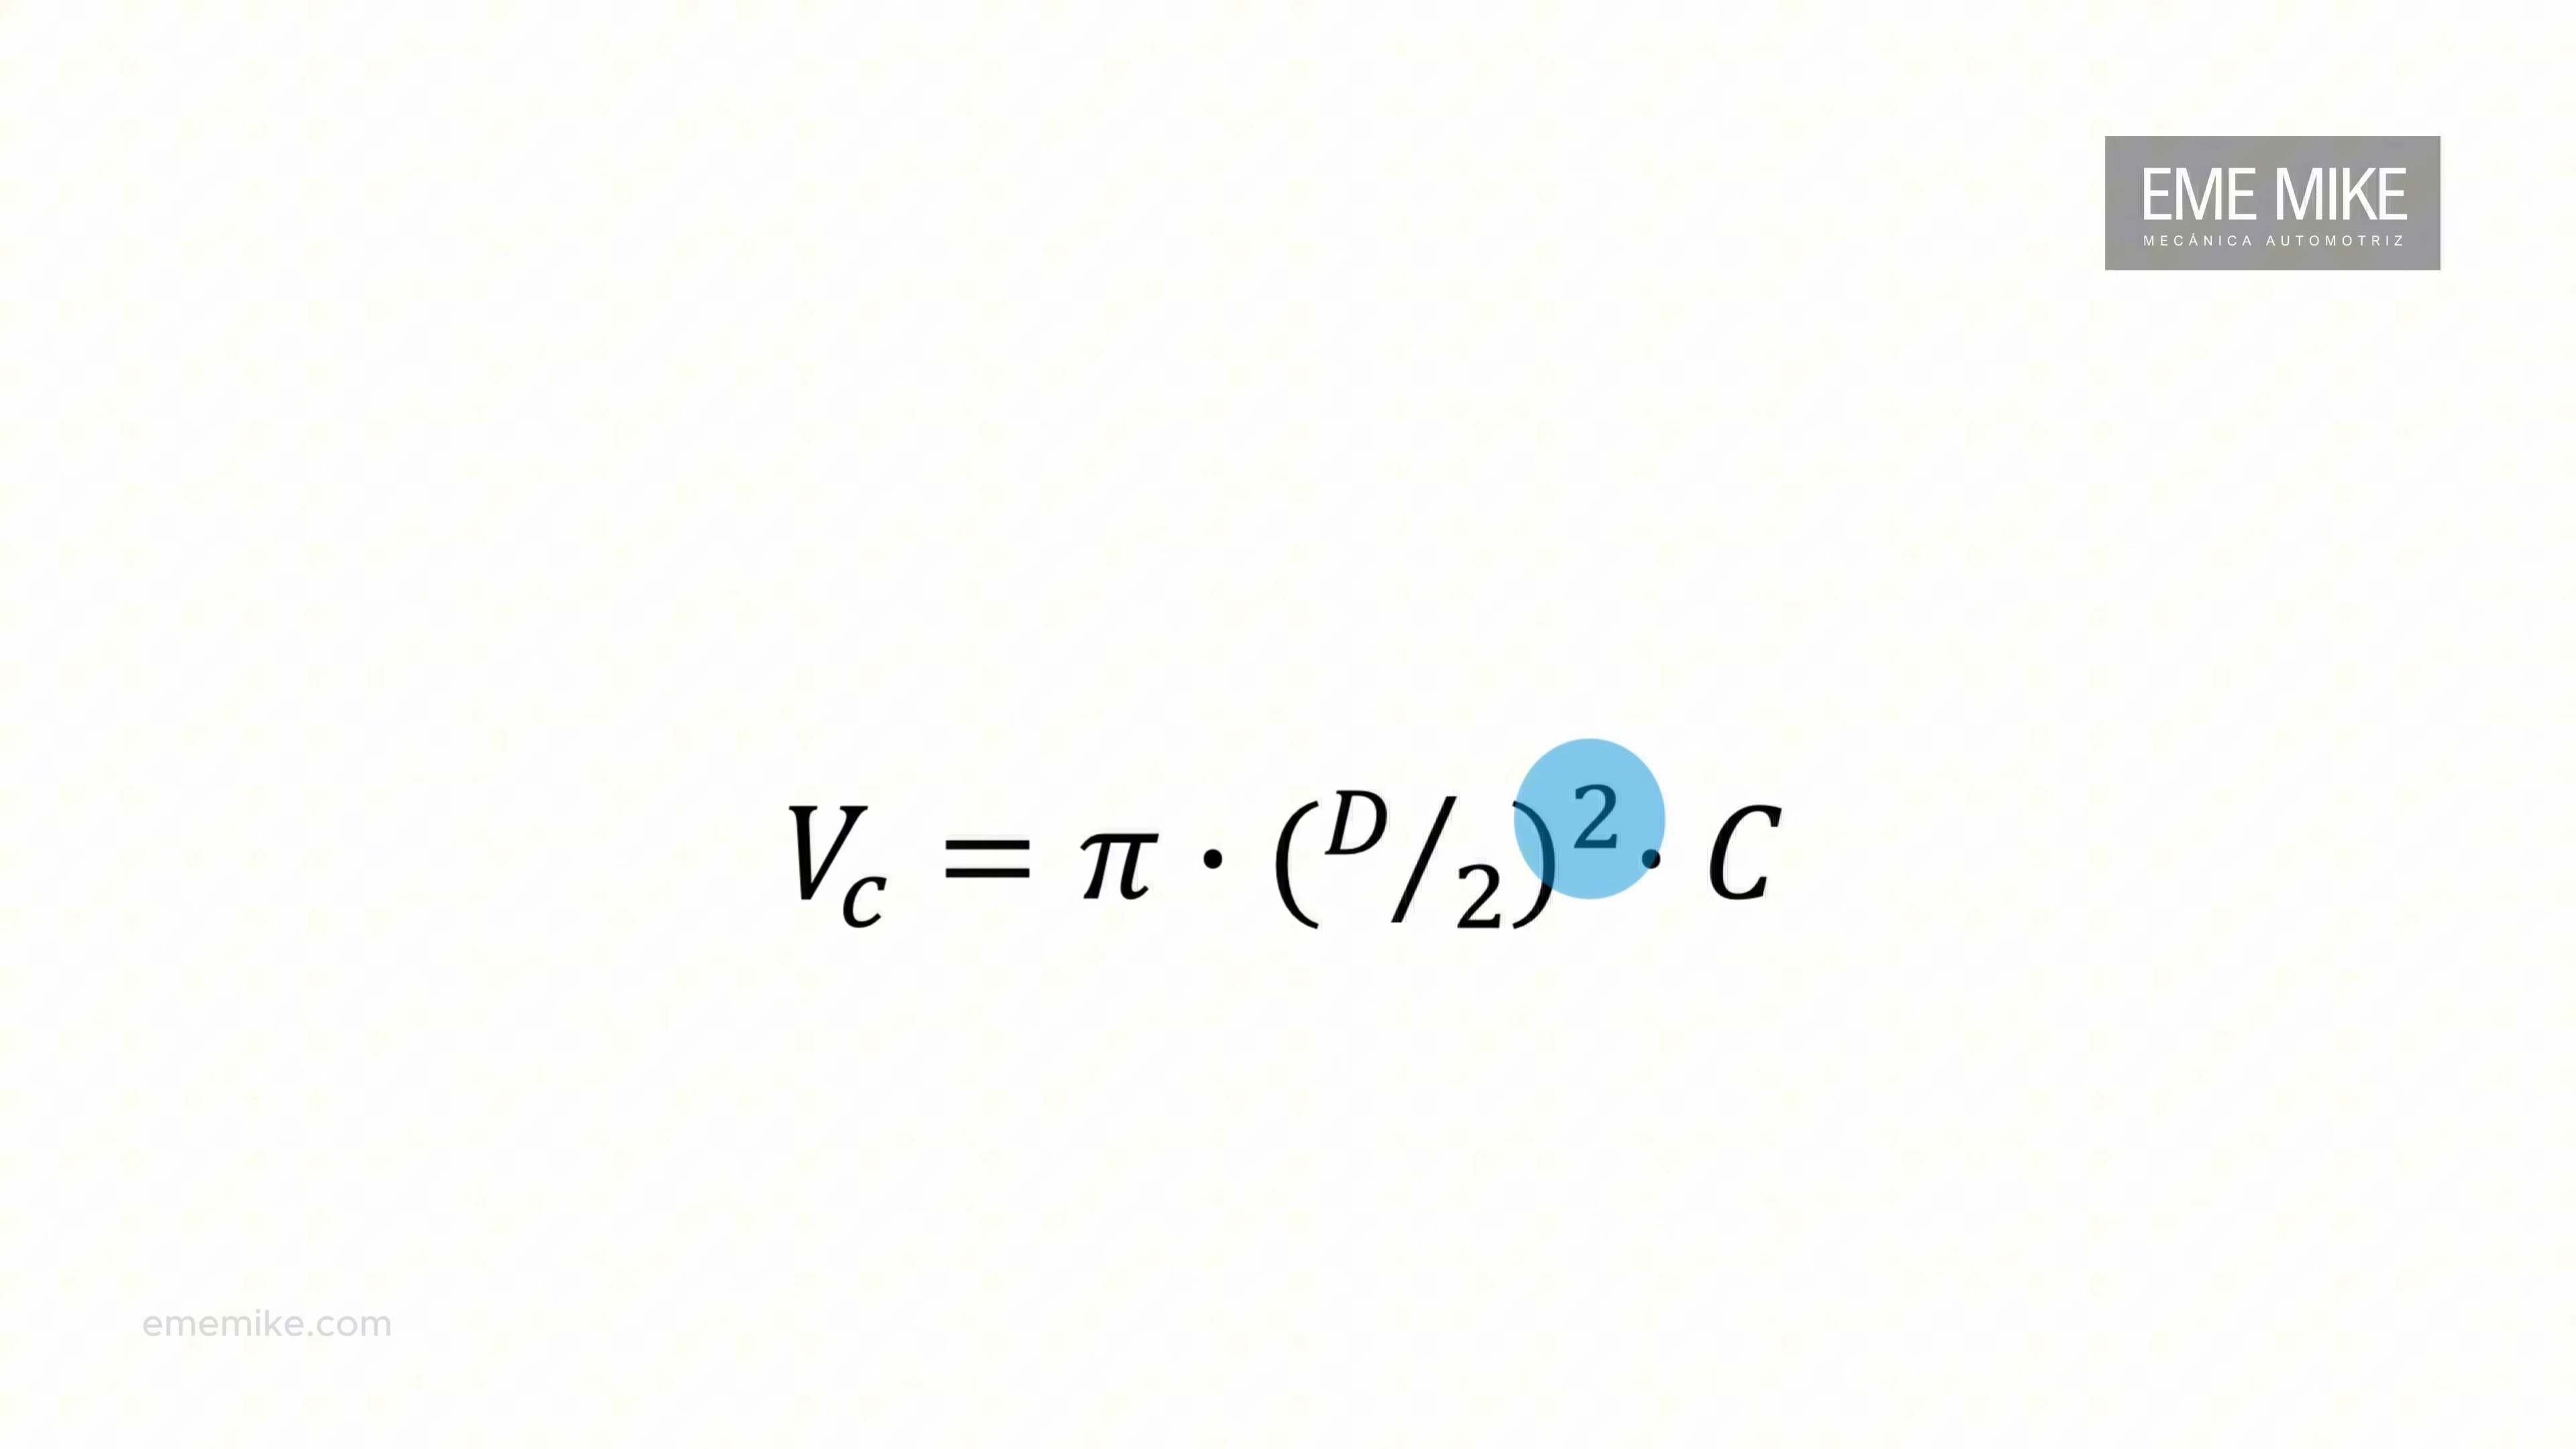 EME MIKE
MECÁNICA AUTOMOTRIZ
V_c = π · (D/2)^2 · C
ememike.com